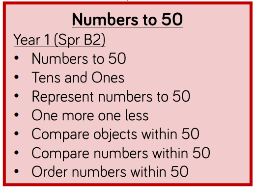 Numbers to 50
Year 1 (Spr B2)
• Numbers to 50
• Tens and Ones
• Represent numbers to 50
• One more one less
• Compare objects within 50
• Compare numbers within 50
• Order numbers within 50